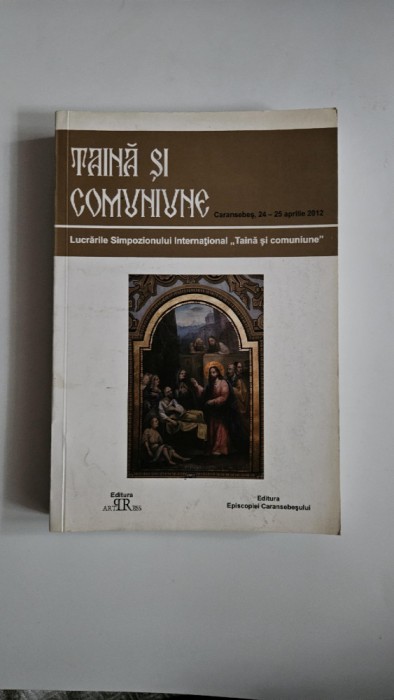 TAINĂ ȘI
COMUNIUNE
Caransebeș, 24 – 25 aprilie 2012
Lucrările Simpozionului Internațional „Taină și comuniune”
Editura
Editura
Episcopiei Caransebeșului